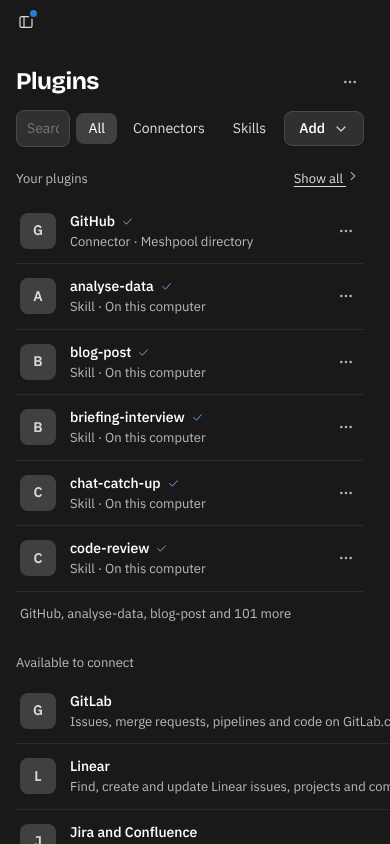 Plugins
Sear
All
Connectors
Skills
Add
Your plugins
Show all
G
GitHub
Connector · Meshpool directory
A
analyse-data
Skill · On this computer
B
blog-post
Skill · On this computer
B
briefing-interview
Skill · On this computer
C
chat-catch-up
Skill · On this computer
C
code-review
Skill · On this computer
GitHub, analyse-data, blog-post and 101 more
Available to connect
G
GitLab
Issues, merge requests, pipelines and code on GitLab.c
L
Linear
Find, create and update Linear issues, projects and com
J
Jira and Confluence